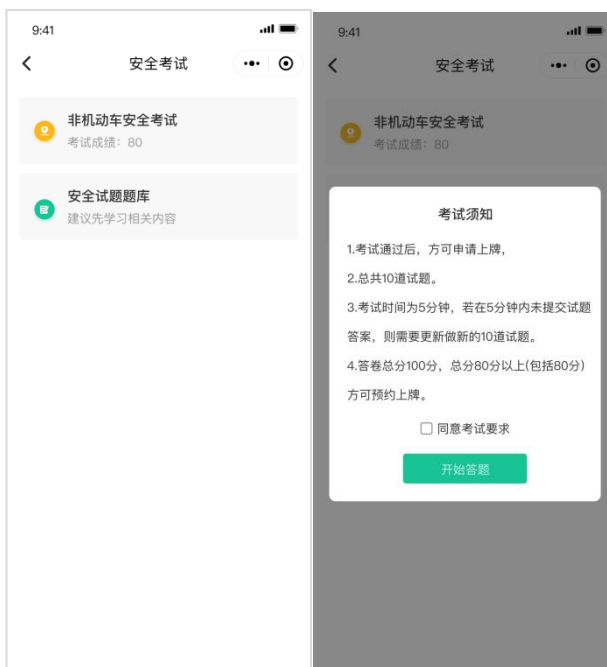 9:41
安全考试
非机动车安全考试
考试成绩：80
安全试题题库
建议先学习相关内容
9:41
安全考试
非机动车安全考试
考试成绩：80
考试须知
1.考试通过后，方可申请上牌，
2.总共10道试题。
3.考试时间为5分钟，若在5分钟内未提交试题
答案，则需要更新做新的10道试题。
4.答卷总分100分，总分80分以上(包括80分)
方可预约上牌。
同意考试要求
开始答题